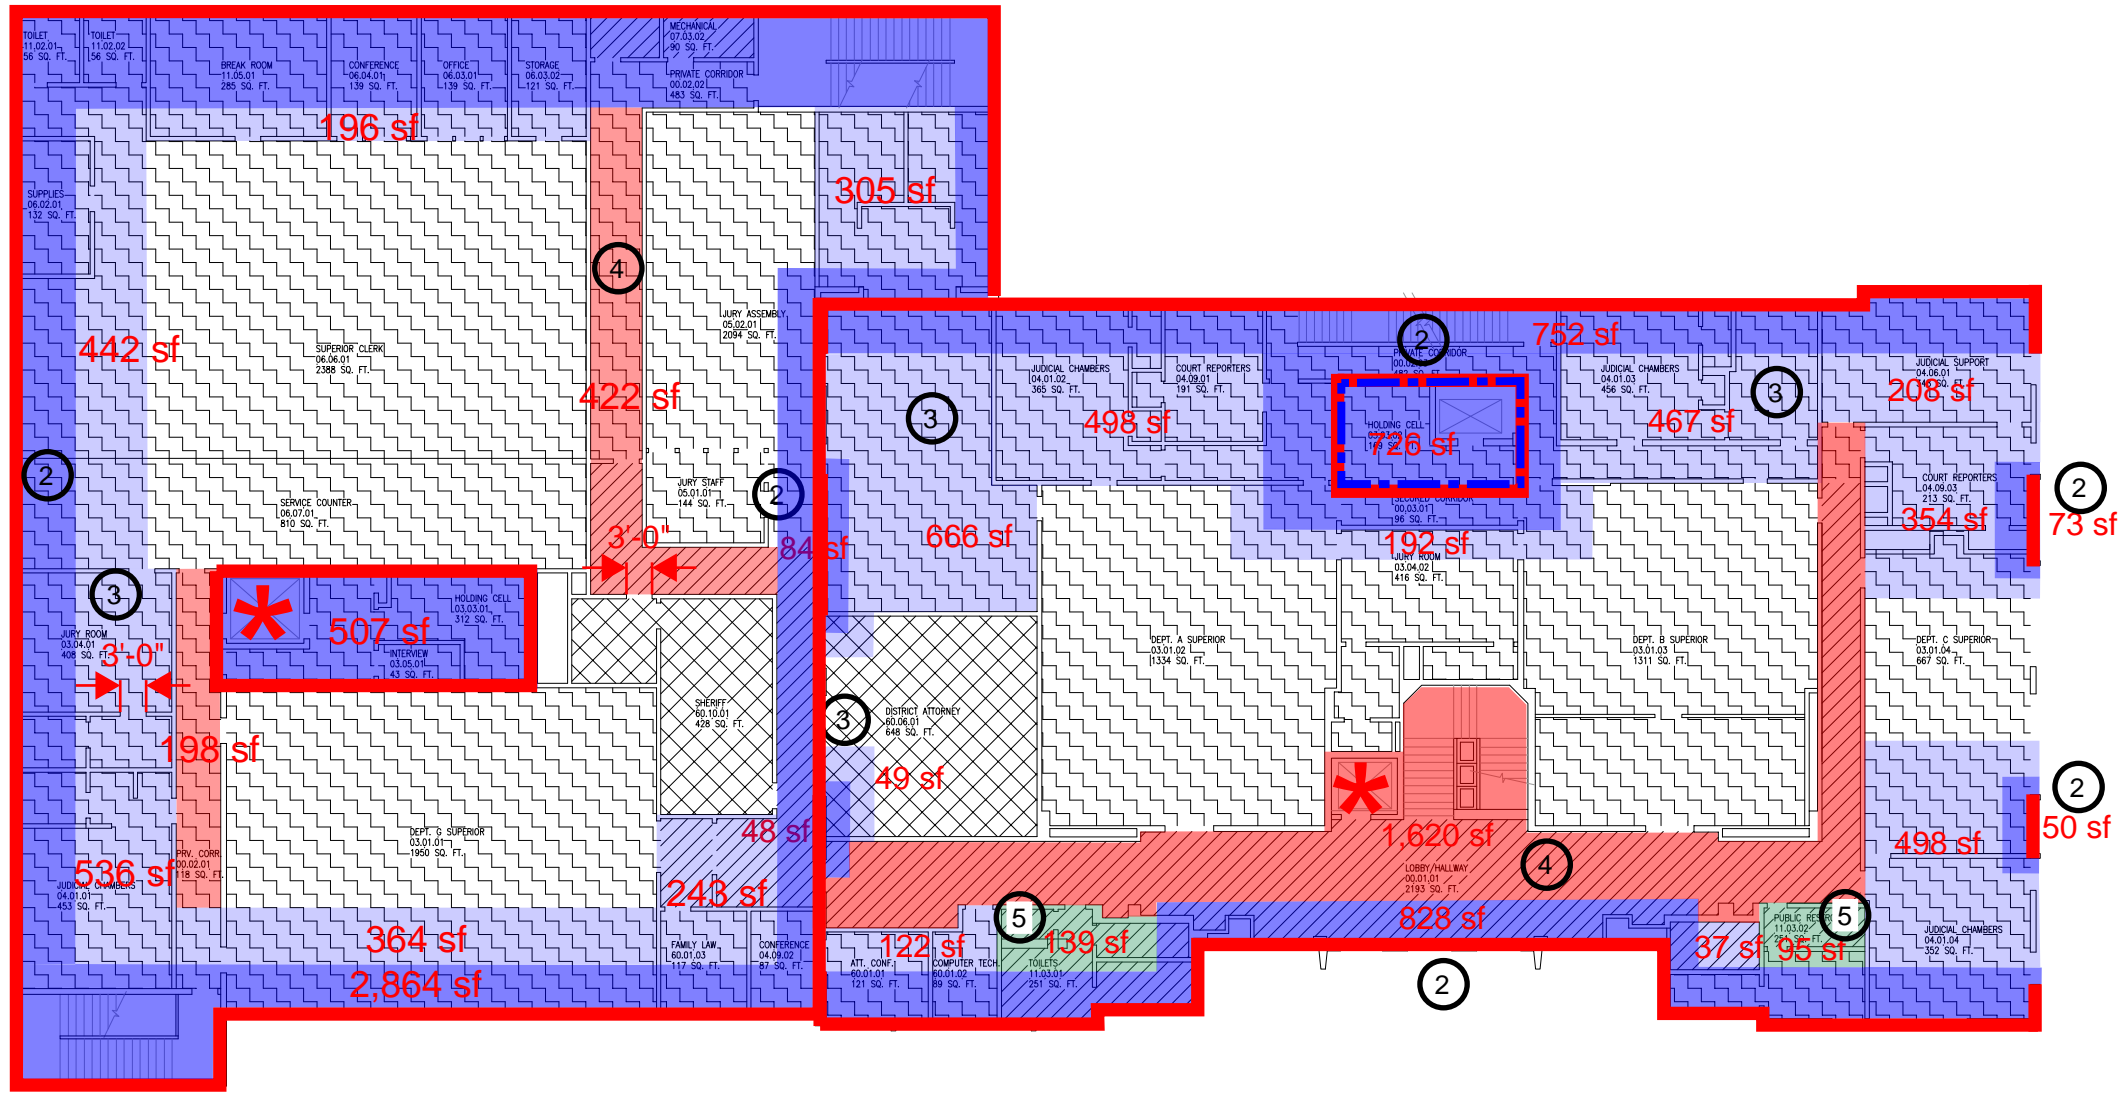 TOILET
11.02.01
56 SQ. FT.
TOILET
11.02.02
56 SQ. FT.
BREAK ROOM
11.05.01
285 SQ. FT.
CONFERENCE
06.04.01
139 SQ. FT.
OFFICE
06.03.01
139 SQ. FT.
STORAGE
06.03.02
121 SQ. FT.
MECHANICAL
07.03.02
90 SQ. FT.
PRIVATE CORRIDOR
00.02.02
483 SQ. FT.
196 sf
SUPPLIES
06.02.01
132 SQ. FT.
305 sf
4
442 sf
SUPERIOR CLERK
06.06.01
2388 SQ. FT.
JURY ASSEMBLY
05.02.01
2094 SQ. FT.
422 sf
2
752 sf
PRIVATE CORRIDOR
482 SQ. FT.
JUDICIAL CHAMBERS
04.01.02
365 SQ. FT.
COURT REPORTERS
04.09.01
191 SQ. FT.
JUDICIAL CHAMBERS
04.01.03
456 SQ. FT.
JUDICIAL SUPPORT
04.06.01
208 sf
3
498 sf
HOLDING CELL
726 sf
467 sf
3
2
SERVICE COUNTER
06.07.01
810 SQ. FT.
JURY STAFF
05.01.01
144 SQ. FT.
2
SECURED CORRIDOR
00.03.01
96 SQ. FT.
COURT REPORTERS
04.09.03
213 SQ. FT.
354 sf
2
73 sf
3'-0"
84 sf
666 sf
192 sf
JURY ROOM
03.04.02
416 SQ. FT.
3
*
HOLDING CELL
03.03.01
312 SQ. FT.
507 sf
INTERVIEW
03.05.01
43 SQ. FT.
JURY ROOM
03.04.01
408 SQ. FT.
3'-0"
DEPT. A SUPERIOR
03.01.02
1334 SQ. FT.
DEPT. B SUPERIOR
03.01.03
1311 SQ. FT.
DEPT. C SUPERIOR
03.01.04
667 SQ. FT.
SHERIFF
60.10.01
428 SQ. FT.
3
DISTRICT ATTORNEY
60.06.01
648 SQ. FT.
198 sf
49 sf
*
2
50 sf
DEPT. G SUPERIOR
03.01.01
1950 SQ. FT.
48 sf
1,620 sf
498 sf
PRV. CORR.
00.02.01
118 SQ. FT.
536 sf
JUDICIAL CHAMBERS
04.01.01
453 SQ. FT.
243 sf
LOBBY/HALLWAY
00.01.01
2193 SQ. FT.
4
828 sf
5
5
364 sf
FAMILY LAW
60.01.03
117 SQ. FT.
CONFERENCE
04.09.02
87 SQ. FT.
122 sf
ATT. CONF.
60.01.01
121 SQ. FT.
COMPUTER TECH.
60.01.02
89 SQ. FT.
139 sf
TOILETS
11.03.01
251 SQ. FT.
37 sf
PUBLIC
11.03.02
95 sf
JUDICIAL CHAMBERS
04.01.04
352 SQ. FT.
2,864 sf
2